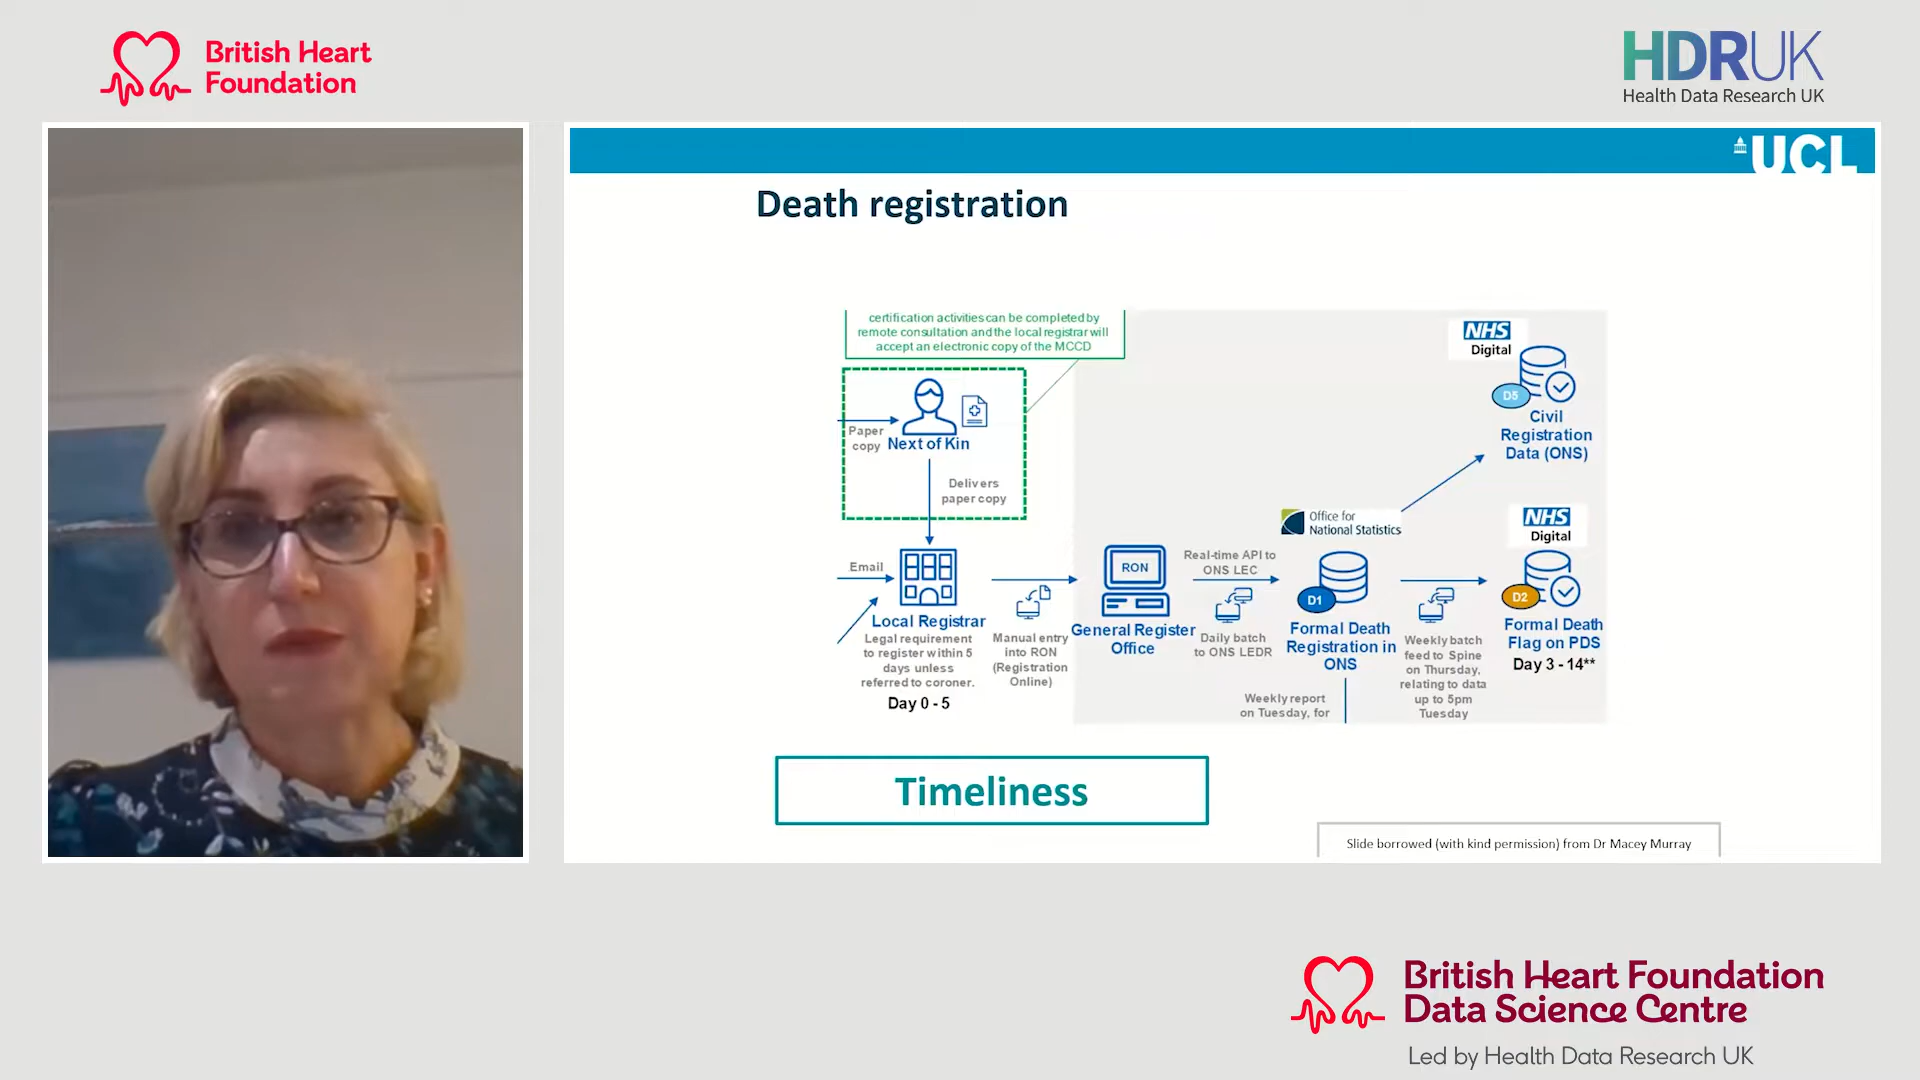 British Heart
Foundation
HDRUK
Health Data Research UK
UCL
Death registration
certification activities can be completed by
remote consultation and the local registrar will
accept an electronic copy of the MCCD
Paper
copy
Next of Kin
Delivers
paper copy
Email
Local Registrar
Legal requirement
to register within 5
days unless
referred to coroner.
Day 0 - 5
Manual entry
into RON
(Registration
Online)
RON
General Register
Office
Real-time API to
ONS LEC
Daily batch
to ONS LEDR
Office for
National Statistics
D1
Formal Death
Registration in
ONS
Weekly report
on Tuesday, for
Weekly batch
feed to Spine
on Thursday,
relating to data
up to 5pm
Tuesday
NHS
Digital
D5
Civil
Registration
Data (ONS)
NHS
Digital
D2
Formal Death
Flag on PDS
Day 3 - 14**
Timeliness
Slide borrowed (with kind permission) from Dr Macey Murray
British Heart Foundation
Data Science Centre
Led by Health Data Research UK